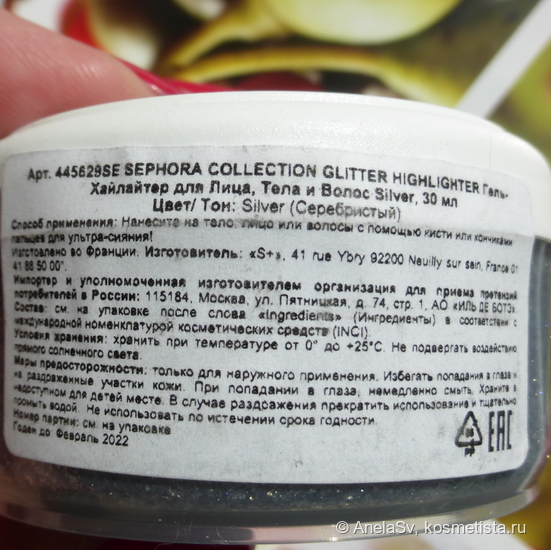 Арт. 445629SE SEPHORA COLLECTION GLITTER HIGHLIGHTER Гель-
Хайлайтер для Лица, Тела и Волос Silver, 30 мл
Цвет/ Тон: Silver (Серебристый)
Способ применения: Нанесите на тело, лицо или волосы с помощью кисти или кончиками
пальцев для ультра-сияния!
Изготовлено во Франции. Изготовитель: «S+», 41 rue Ybry 92200 Neuilly sur sein, France 01
41 88 50 00".
Импортер и уполномоченная изготовителем организация для приема претензий
потребителей в России: 115184, Москва, ул. Пятницкая, д. 74, стр. 1, АО «ИЛЬ ДЕ БОТЭ».
Состав: см. на упаковке после слова «Ingredients» (Ингредиенты) в соответствии с
международной номенклатурой косметических средств (INCI).
Условия хранения: хранить при температуре от 0° до +25°С. Не подвергать воздействию
прямого солнечного света.
Меры предосторожности: только для наружного применения. Избегать попадания в глаза и
на раздраженные участки кожи. При попадании в глаза, немедленно смыть. Хранить в
недоступном для детей месте. В случае раздражения прекратить использование и тщательно
промыть водой. Не использовать по истечении срока годности.
Номер партии: см. на упаковке
Годен до: Февраль 2022
EAC
© AnelaSv, kosmetista.ru